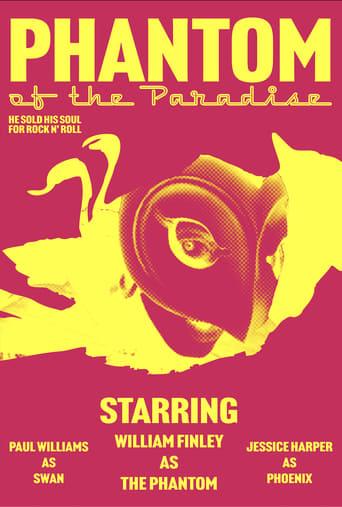 PHANTOM
of the Paradise
HE SOLD HIS SOUL
FOR ROCK N' ROLL
STARRING
PAUL WILLIAMS
AS
SWAN
WILLIAM FINLEY
AS
THE PHANTOM
JESSICE HARPER
AS
PHOENIX